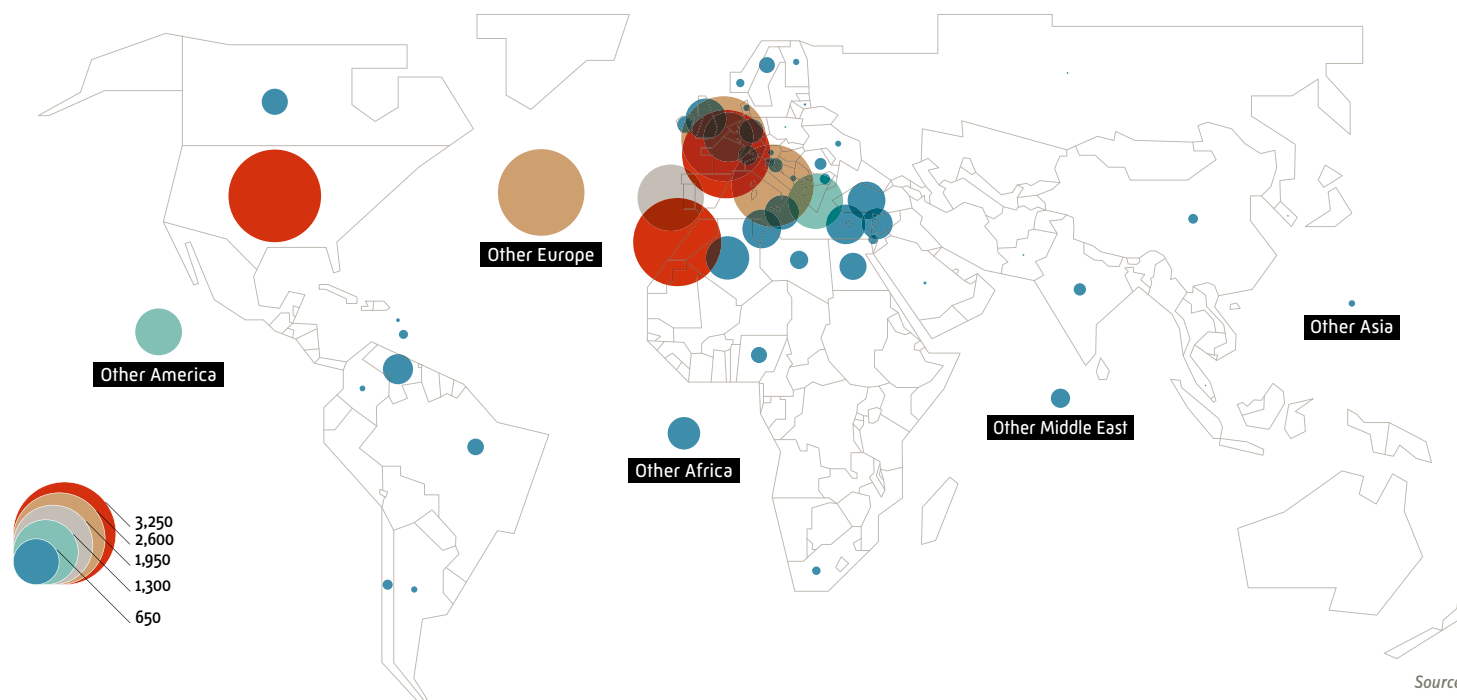 Other Europe
Other America
Other Asia
Other Middle East
Other Africa
3,250
2,600
1,950
1,300
650
Source